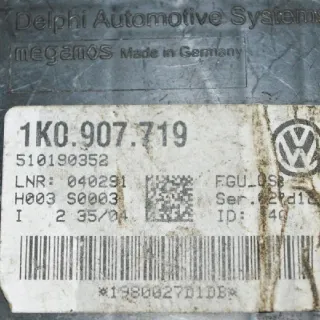 Delphi Automotive Systems
megamos Made in Germany
1K0.907.719
510190352
LNR: 040291
H003 S0003
I 2 35/04 ID:
*1980027D1DB*